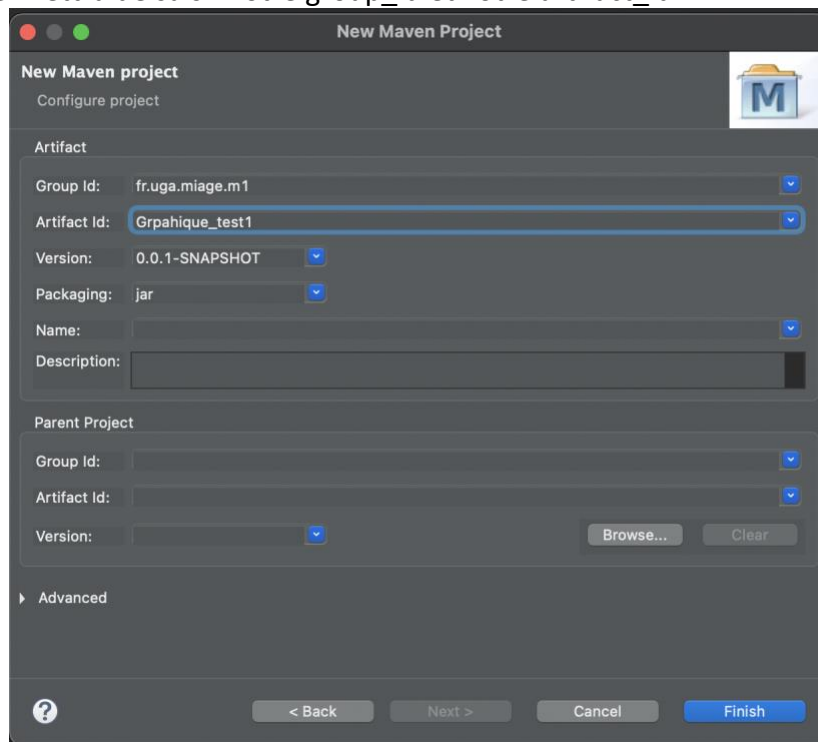 New Maven Project
New Maven project
Configure project
M
Artifact
Group Id: fr.uga.miage.m1
Artifact Id: Grpahique_test1
Version: 0.0.1-SNAPSHOT
Packaging: jar
Name:
Description:
Parent Project
Group Id:
Artifact Id:
Version:
Browse... Clear
Advanced
? < Back Next > Cancel Finish